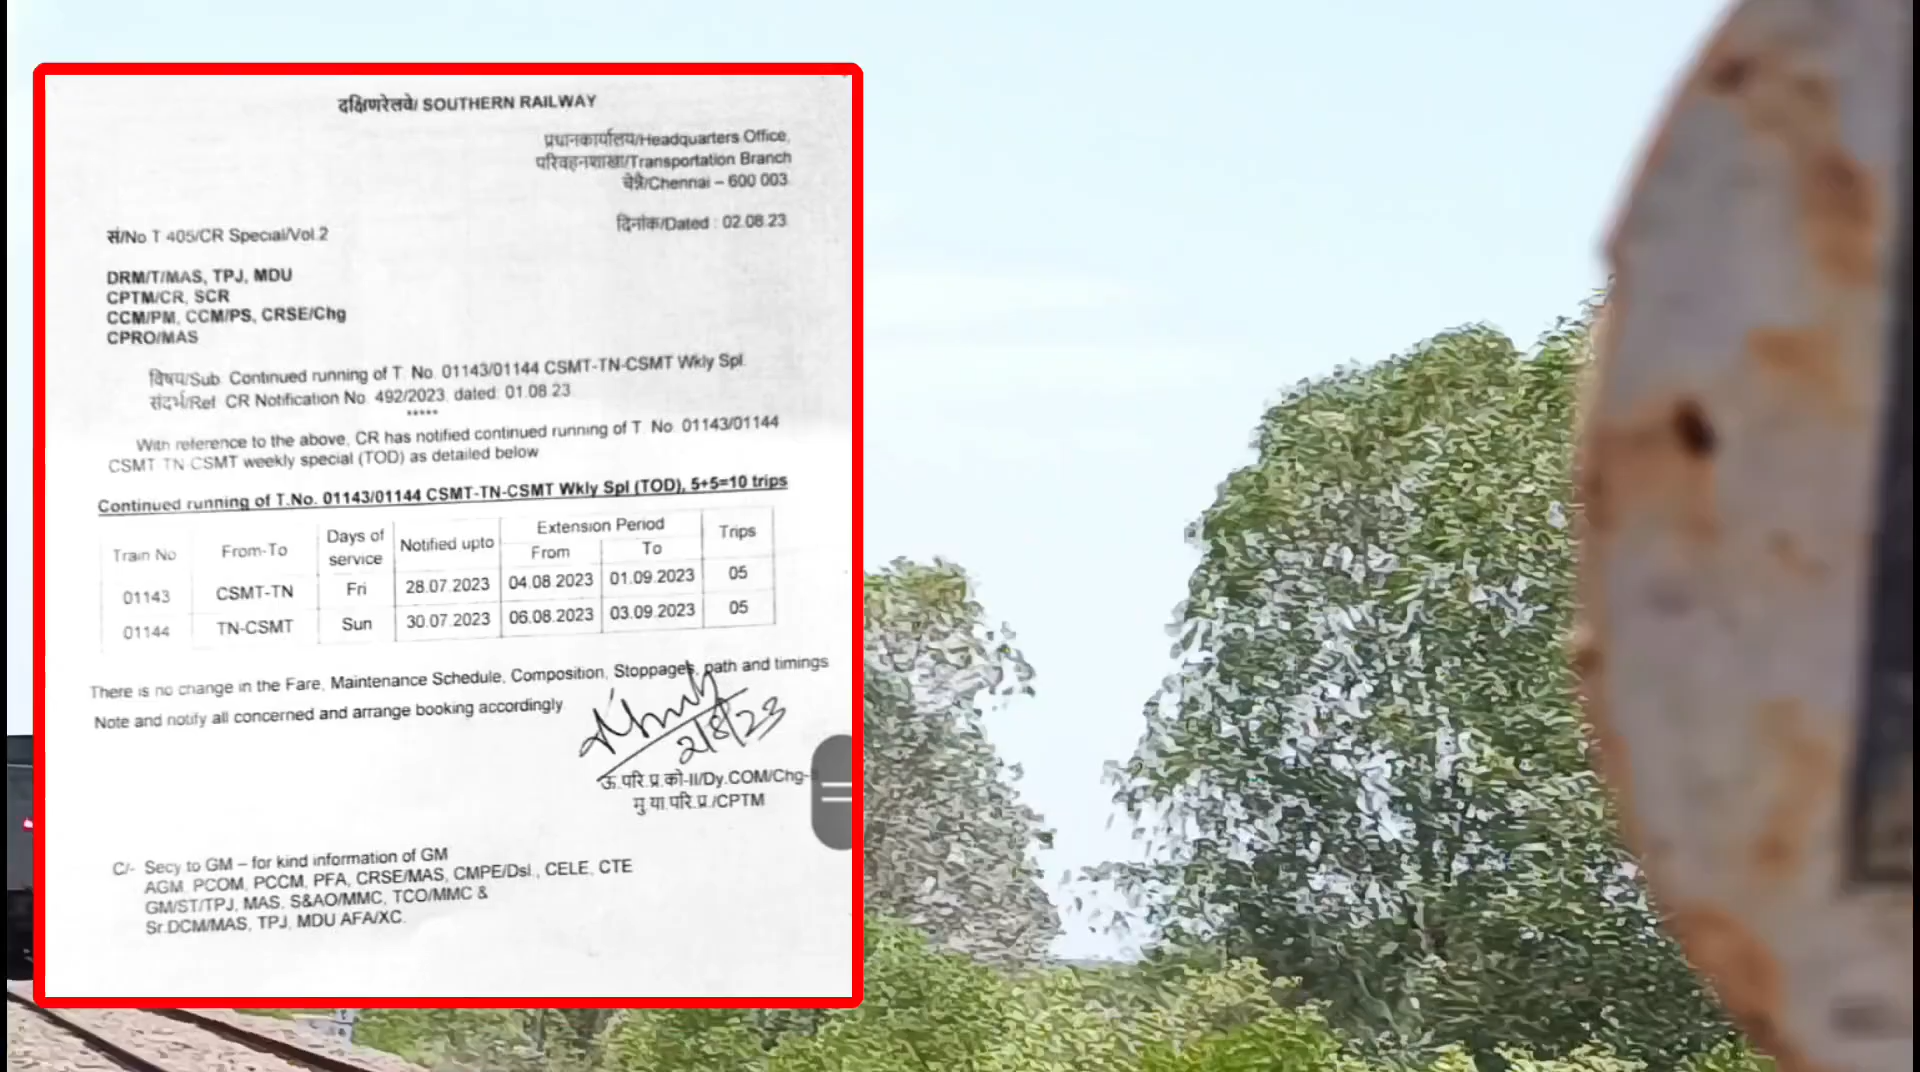 दक्षिणरेलवे/ SOUTHERN RAILWAY
प्रधानकार्यालय/Headquarters Office,
परिवहनशाखा/Transportation Branch
चेन्नै/Chennai – 600 003
दिनांक/Dated : 02.08.23
सं/No T 405/CR Special/Vol.2
DRM/T/MAS, TPJ, MDU
CPTM/CR, SCR
CCM/PM, CCM/PS, CRSE/Chg
CPRO/MAS
विषय/Sub Continued running of T. No. 01143/01144 CSMT-TN-CSMT Wkly Spl.
संदर्भ/Ref CR Notification No. 492/2023, dated: 01.08.23
*****
With reference to the above, CR has notified continued running of T. No. 01143/01144
CSMT-TN-CSMT weekly special (TOD) as detailed below
Continued running of T.No. 01143/01144 CSMT-TN-CSMT Wkly Spl (TOD), 5+5=10 trips
Train No From-To Days of service Notified upto Extension Period From To Trips
01143 CSMT-TN Fri 28.07.2023 04.08.2023 01.09.2023 05
01144 TN-CSMT Sun 30.07.2023 06.08.2023 03.09.2023 05
There is no change in the Fare, Maintenance Schedule, Composition, Stoppages, path and timings
Note and notify all concerned and arrange booking accordingly
2/8/23
ऊ.परि.प्र.को-II/Dy.COM/Chg-
मु.या.परि.प्र./CPTM
C/- Secy to GM – for kind information of GM
AGM, PCOM, PCCM, PFA, CRSE/MAS, CMPE/Dsl., CELE, CTE
GM/ST/TPJ, MAS, S&AO/MMC, TCO/MMC &
Sr.DCM/MAS, TPJ, MDU AFA/XC.